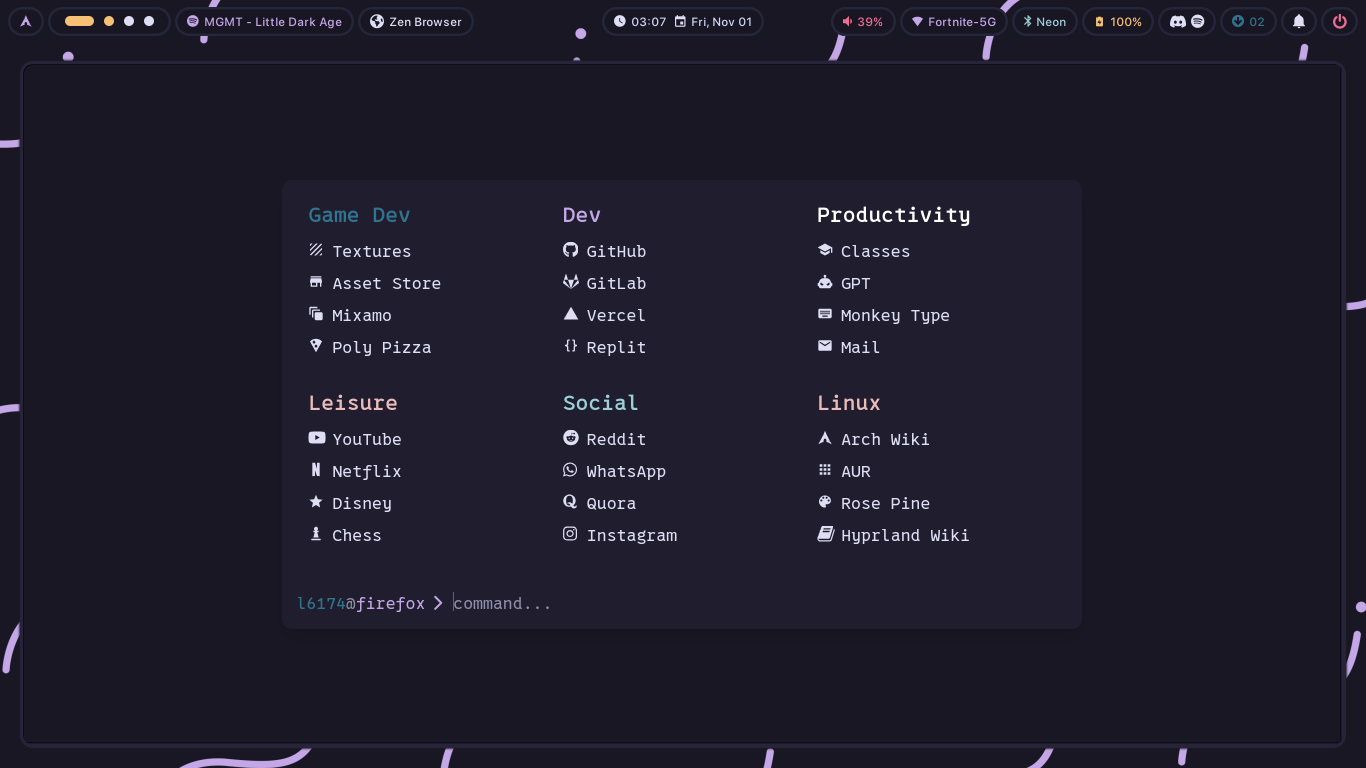 MGMT - Little Dark Age
Zen Browser
03:07 Fri, Nov 01
39%
Fortnite-5G
Neon
100%
02
Game Dev
Textures
Asset Store
Mixamo
Poly Pizza
Dev
GitHub
GitLab
Vercel
Replit
Productivity
Classes
GPT
Monkey Type
Mail
Leisure
YouTube
Netflix
Disney
Chess
Social
Reddit
WhatsApp
Quora
Instagram
Linux
Arch Wiki
AUR
Rose Pine
Hyprland Wiki
l6174@firefox command...